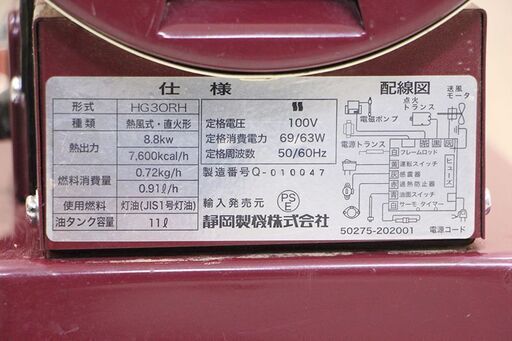 仕様
形式 HG30RH
種類 熱風式・直火形
熱出力 8.8kw
7,600kcal/h
燃料消費量 0.72kg/h
0.91ℓ/h
使用燃料 灯油(JIS1号灯油)
油タンク容量 11ℓ
定格電圧 100V
定格消費電力 69/63W
定格周波数 50/60Hz
製造番号Q-010047
輸入発売元
PS
E
静岡製機株式会社
配線図
送風
モータ
点火
トランス
電磁ポンプ
電源トランス
フレームロッド
運転スイッチ
感震器
過熱防止器
油面スイッチ
サーモ タイマー
ヒューズ
電源コード
50275-202001